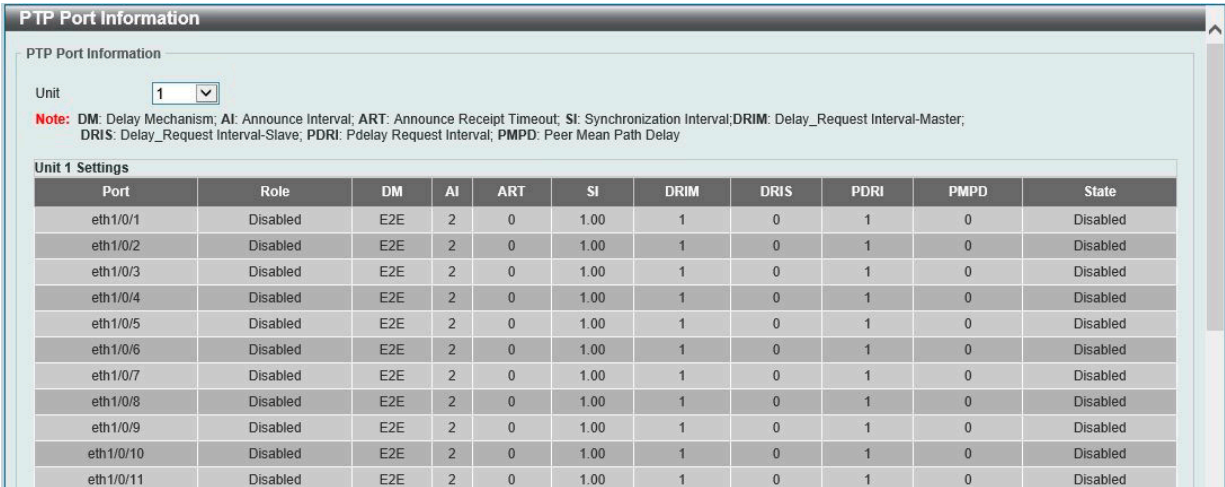 PTP Port Information
PTP Port Information
Unit 1
Note: DM: Delay Mechanism; AI: Announce Interval; ART: Announce Receipt Timeout; SI: Synchronization Interval;DRIM: Delay_Request Interval-Master;
DRIS: Delay_Request Interval-Slave; PDRI: Pdelay Request Interval; PMPD: Peer Mean Path Delay
Unit 1 Settings
Port Role DM AI ART SI DRIM DRIS PDRI PMPD State
eth1/0/1 Disabled E2E 2 0 1.00 1 0 1 0 Disabled
eth1/0/2 Disabled E2E 2 0 1.00 1 0 1 0 Disabled
eth1/0/3 Disabled E2E 2 0 1.00 1 0 1 0 Disabled
eth1/0/4 Disabled E2E 2 0 1.00 1 0 1 0 Disabled
eth1/0/5 Disabled E2E 2 0 1.00 1 0 1 0 Disabled
eth1/0/6 Disabled E2E 2 0 1.00 1 0 1 0 Disabled
eth1/0/7 Disabled E2E 2 0 1.00 1 0 1 0 Disabled
eth1/0/8 Disabled E2E 2 0 1.00 1 0 1 0 Disabled
eth1/0/9 Disabled E2E 2 0 1.00 1 0 1 0 Disabled
eth1/0/10 Disabled E2E 2 0 1.00 1 0 1 0 Disabled
eth1/0/11 Disabled E2E 2 0 1.00 1 0 1 0 Disabled